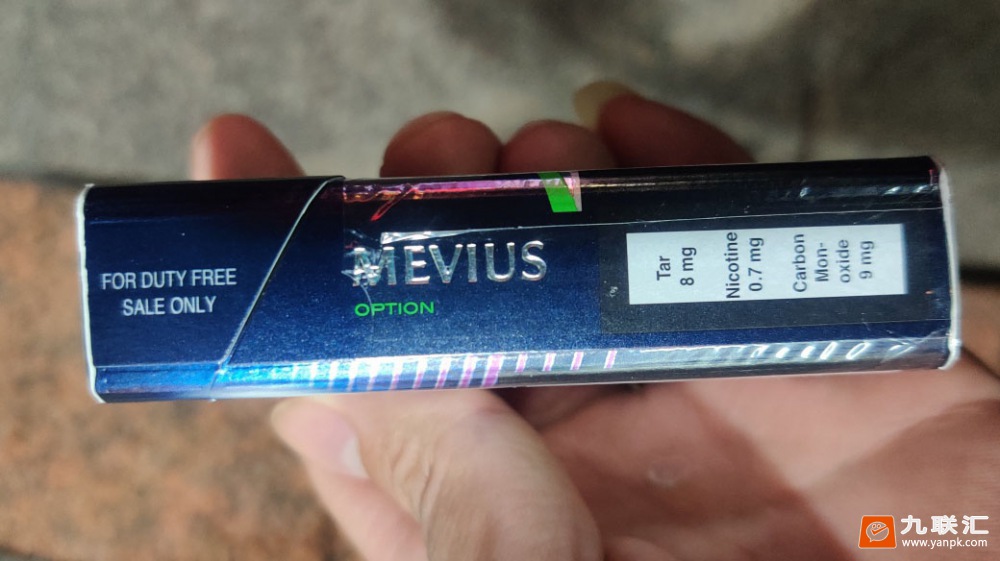 FOR DUTY FREE
SALE ONLY
MEVIUS
OPTION
Tar
8 mg
Nicotine
0.7 mg
Carbon
Mon-
oxide
9 mg
九联汇
www.yanpk.com